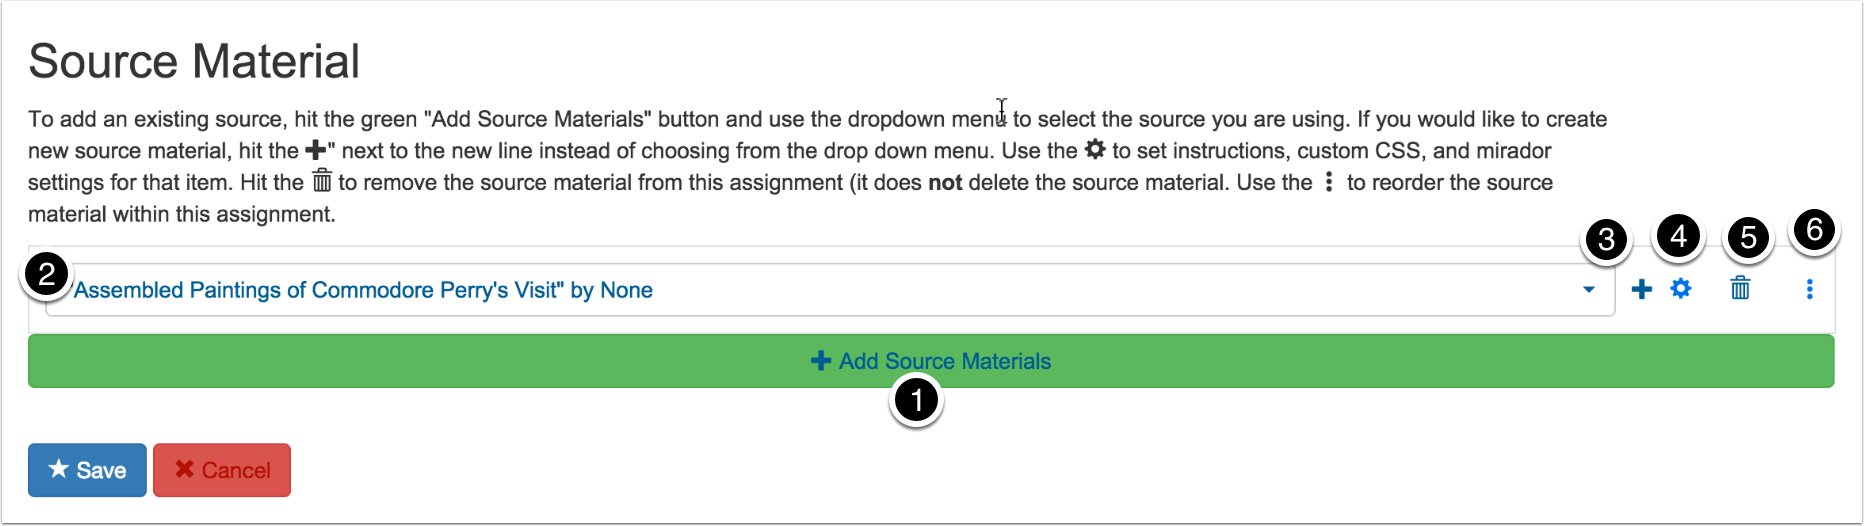 Source Material
To add an existing source, hit the green "Add Source Materials" button and use the dropdown menu to select the source you are using. If you would like to create
new source material, hit the ✚" next to the new line instead of choosing from the drop down menu. Use the ⚙ to set instructions, custom CSS, and mirador
settings for that item. Hit the 🗑 to remove the source material from this assignment (it does not delete the source material. Use the ⋮ to reorder the source
material within this assignment.
3 4 5 6
2 "Assembled Paintings of Commodore Perry's Visit" by None
✚ Add Source Materials
1
★ Save ✖ Cancel